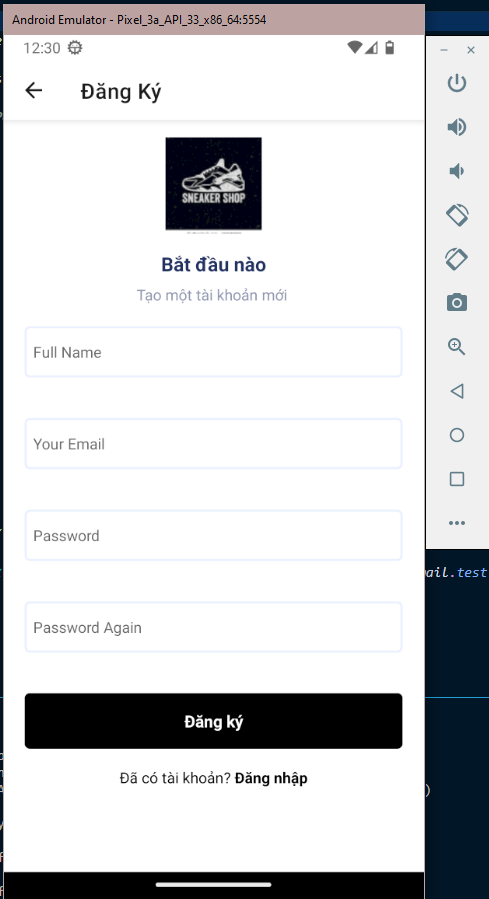 Android Emulator - Pixel_3a_API_33_x86_64:5554
12:30
Đăng Ký
SNEAKER SHOP
Bắt đầu nào
Tạo một tài khoản mới
Full Name
Your Email
Password
Password Again
ail.test
Đăng ký
Đã có tài khoản? Đăng nhập